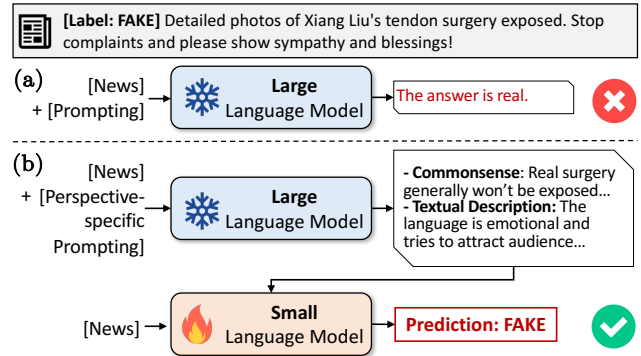 [Label: FAKE] Detailed photos of Xiang Liu's tendon surgery exposed. Stop
complaints and please show sympathy and blessings!
(a)
[News]
+ [Prompting]
Large
Language Model
The answer is real.
(b)
[News]
+ [Perspective-
specific
Prompting]
Large
Language Model
- Commonsense: Real surgery
generally won't be exposed...
- Textual Description: The
language is emotional and
tries to attract audience...
[News]
Small
Language Model
Prediction: FAKE